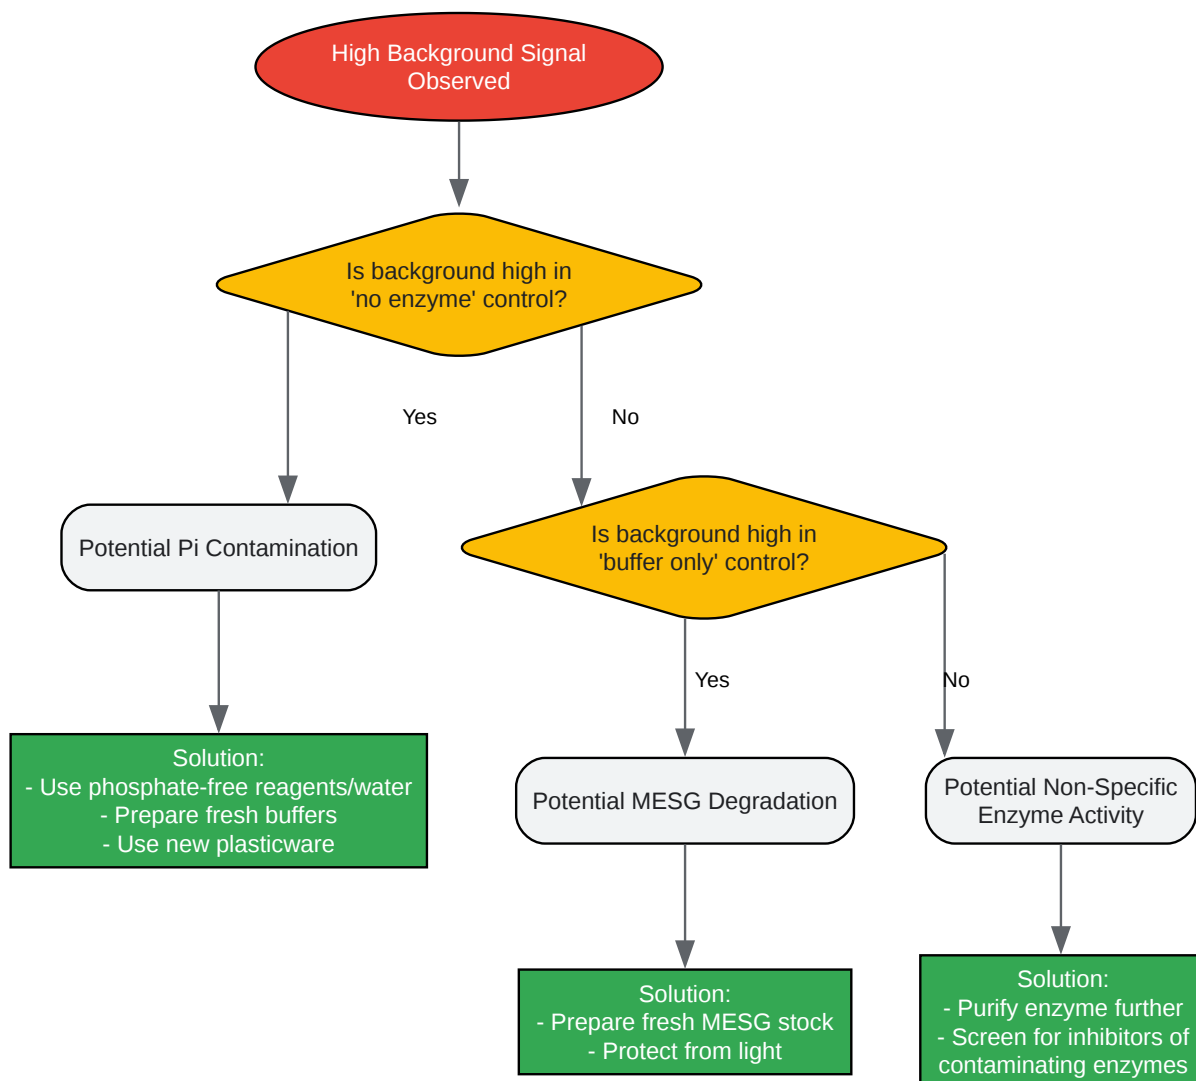 High Background Signal
Observed
Is background high in
'no enzyme' control?
Yes
No
Potential Pi Contamination
Is background high in
'buffer only' control?
Yes
No
Solution:
- Use phosphate-free reagents/water
- Prepare fresh buffers
- Use new plasticware
Potential MESG Degradation
Potential Non-Specific
Enzyme Activity
Solution:
- Prepare fresh MESG stock
- Protect from light
Solution:
- Purify enzyme further
- Screen for inhibitors of
contaminating enzymes